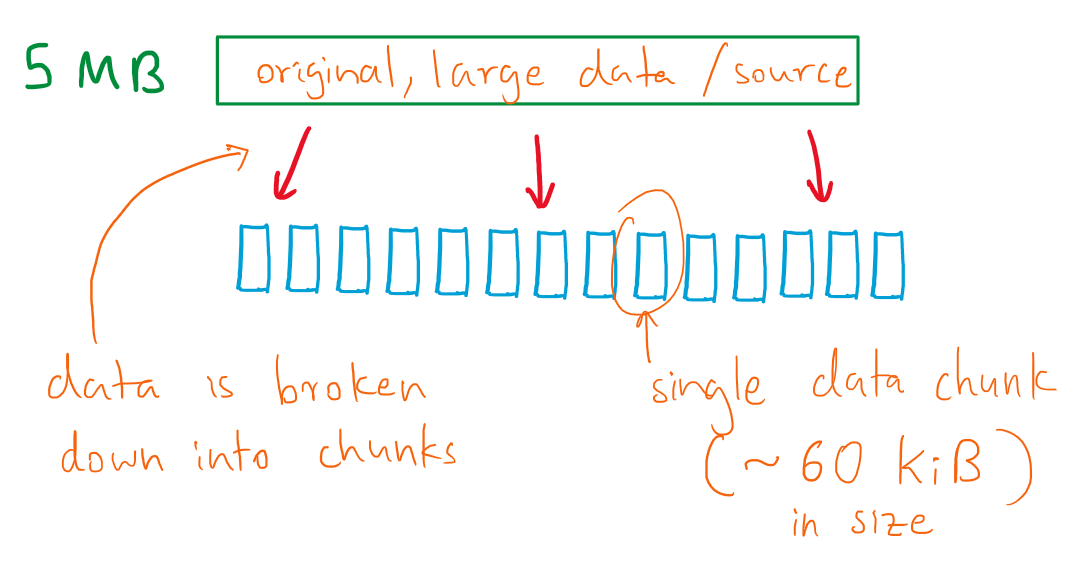 5 MB
original, large data / source
data is broken
down into chunks
single data chunk
(~ 60 KiB)
in size